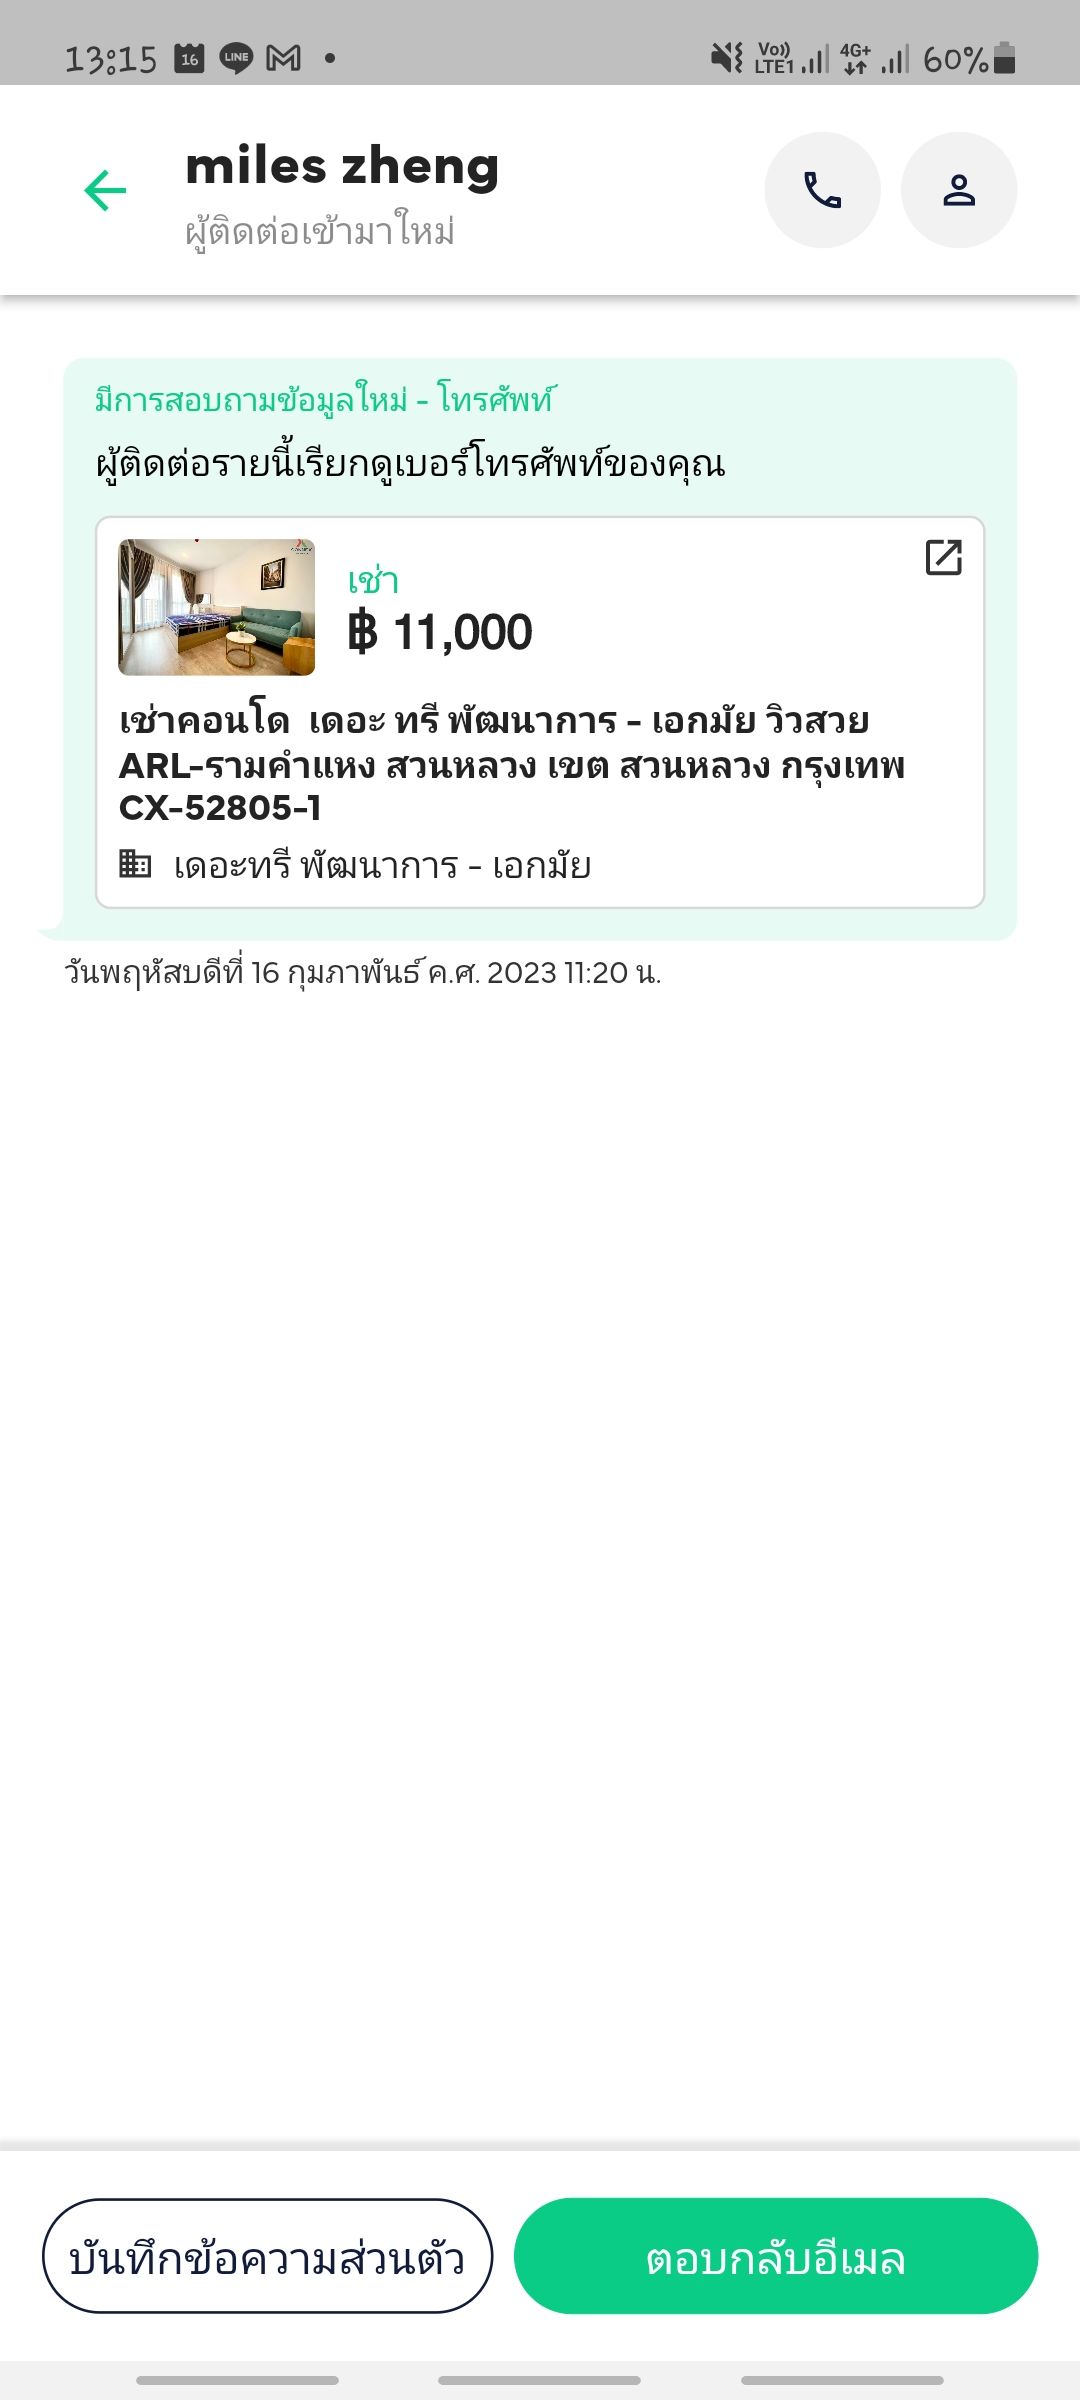 13:15 16 LINE Vo)) LTE1 4G+ 60%
miles zheng
ผู้ติดต่อเข้ามาใหม่
มีการสอบถามข้อมูลใหม่ - โทรศัพท์
ผู้ติดต่อรายนี้เรียกดูเบอร์โทรศัพท์ของคุณ
เช่า
฿ 11,000
เช่าคอนโด เดอะ ทรี พัฒนาการ - เอกมัย วิวสวย
ARL-รามคำแหง สวนหลวง เขต สวนหลวง กรุงเทพ
CX-52805-1
เดอะทรี พัฒนาการ - เอกมัย
วันพฤหัสบดีที่ 16 กุมภาพันธ์ ค.ศ. 2023 11:20 น.
บันทึกข้อความส่วนตัว
ตอบกลับอีเมล